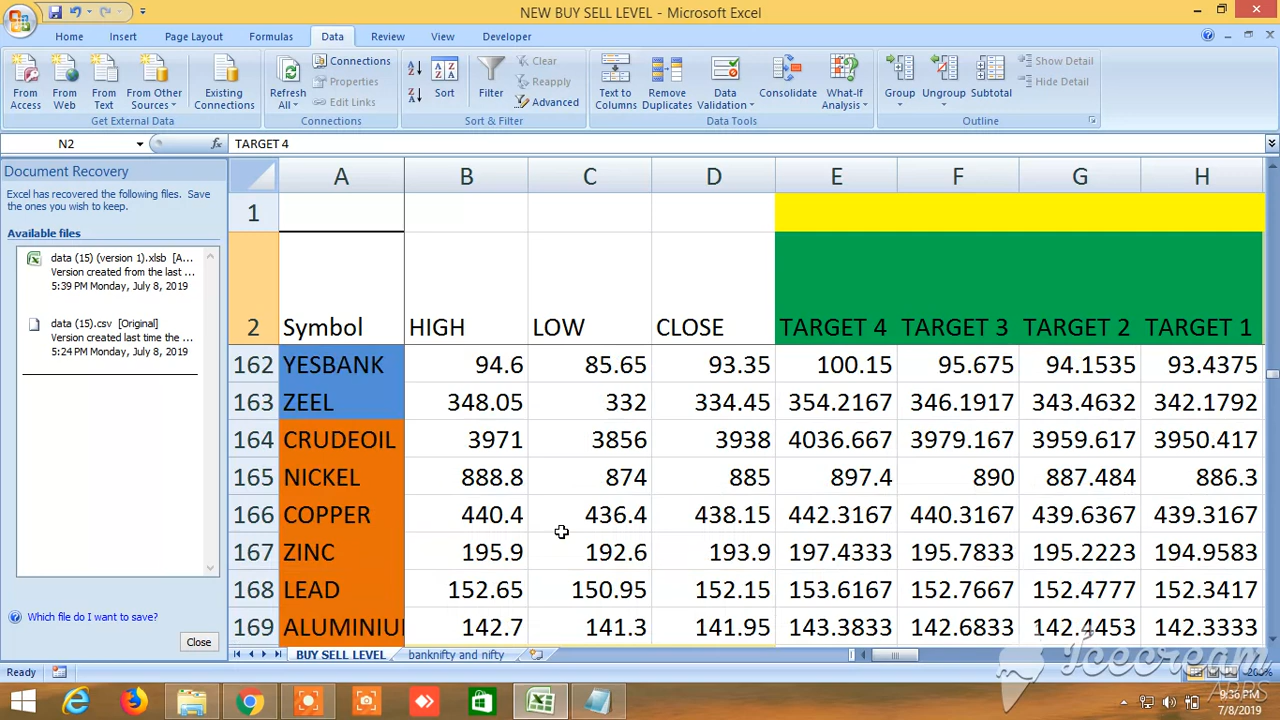 NEW BUY SELL LEVEL - Microsoft Excel
Home Insert Page Layout Formulas Data Review View Developer
From Access
From Web
From Text
From Other Sources
Existing Connections
Get External Data
Refresh All
Connections
Properties
Edit Links
Connections
Sort
Filter
Clear
Reapply
Advanced
Sort & Filter
Text to Columns
Remove Duplicates
Data Validation
Consolidate
What-If Analysis
Data Tools
Group
Ungroup
Subtotal
Show Detail
Hide Detail
Outline
N2 fx TARGET 4
Document Recovery
Excel has recovered the following files. Save
the ones you wish to keep.
Available files
data (15) (version 1).xlsb [A...
Version created from the last ...
5:39 PM Monday, July 8, 2019
data (15).csv [Original]
Version created last time the ...
5:24 PM Monday, July 8, 2019
Which file do I want to save?
Close
A B C D E F G H
1
2 Symbol HIGH LOW CLOSE TARGET 4 TARGET 3 TARGET 2 TARGET 1
162 YESBANK 94.6 85.65 93.35 100.15 95.675 94.1535 93.4375
163 ZEEL 348.05 332 334.45 354.2167 346.1917 343.4632 342.1792
164 CRUDEOIL 3971 3856 3938 4036.667 3979.167 3959.617 3950.417
165 NICKEL 888.8 874 885 897.4 890 887.484 886.3
166 COPPER 440.4 436.4 438.15 442.3167 440.3167 439.6367 439.3167
167 ZINC 195.9 192.6 193.9 197.4333 195.7833 195.2223 194.9583
168 LEAD 152.65 150.95 152.15 153.6167 152.7667 152.4777 152.3417
169 ALUMINIU 142.7 141.3 141.95 143.3833 142.6833 142.4453 142.3333
BUY SELL LEVEL banknifty and nifty
Ready
200%
Icecream
APPS
9:36 PM
7/8/2019